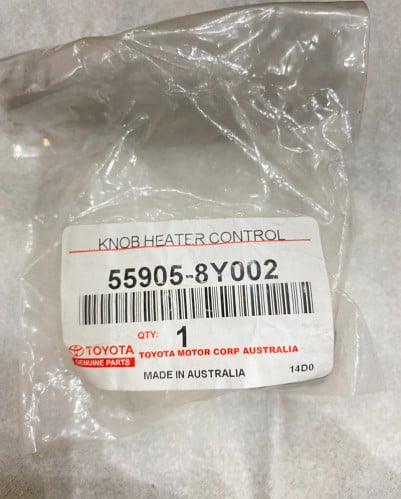 KNOB HEATER CONTROL
55905-8Y002
QTY: 1
TOYOTA
GENUINE PARTS
TOYOTA MOTOR CORP AUSTRALIA
MADE IN AUSTRALIA 14D0